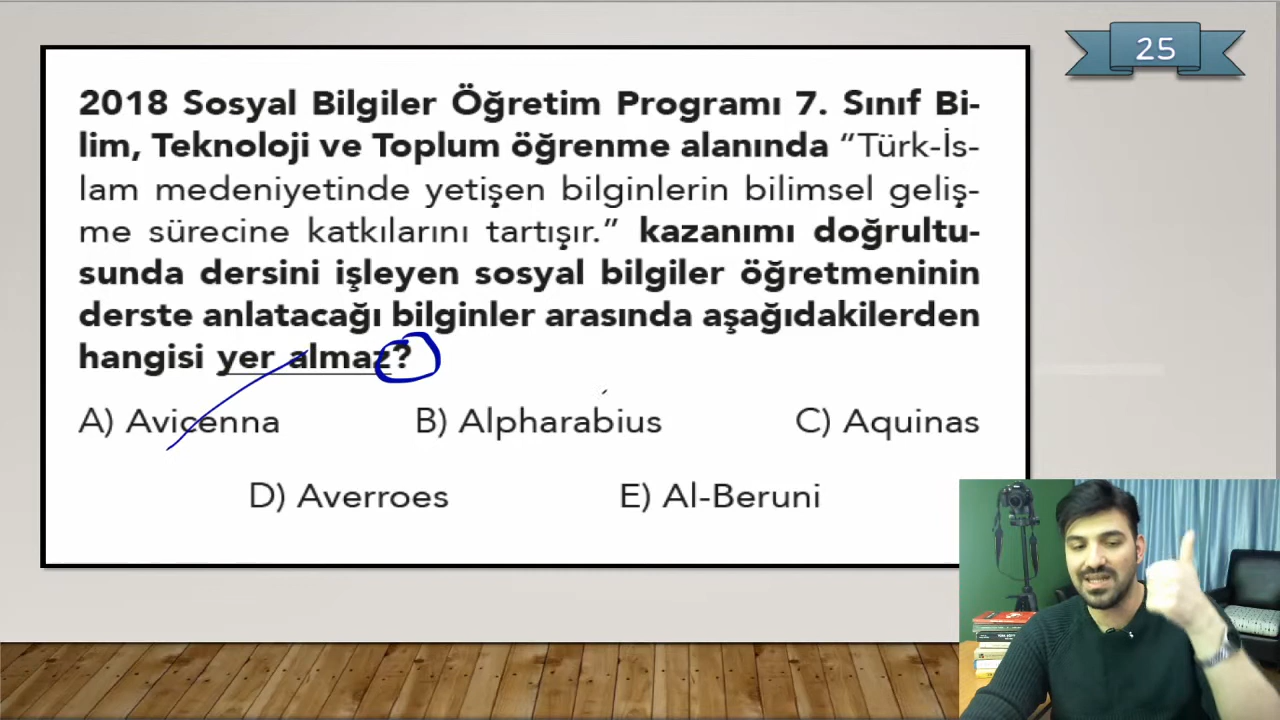 25
2018 Sosyal Bilgiler Öğretim Programı 7. Sınıf Bi-
lim, Teknoloji ve Toplum öğrenme alanında “Türk-İs-
lam medeniyetinde yetişen bilginlerin bilimsel geliş-
me sürecine katkılarını tartışır.” kazanımı doğrultu-
sunda dersini işleyen sosyal bilgiler öğretmeninin
derste anlatacağı bilginler arasında aşağıdakilerden
hangisi yer almaz?
A) Avicenna B) Alpharabius C) Aquinas
D) Averroes E) Al-Beruni